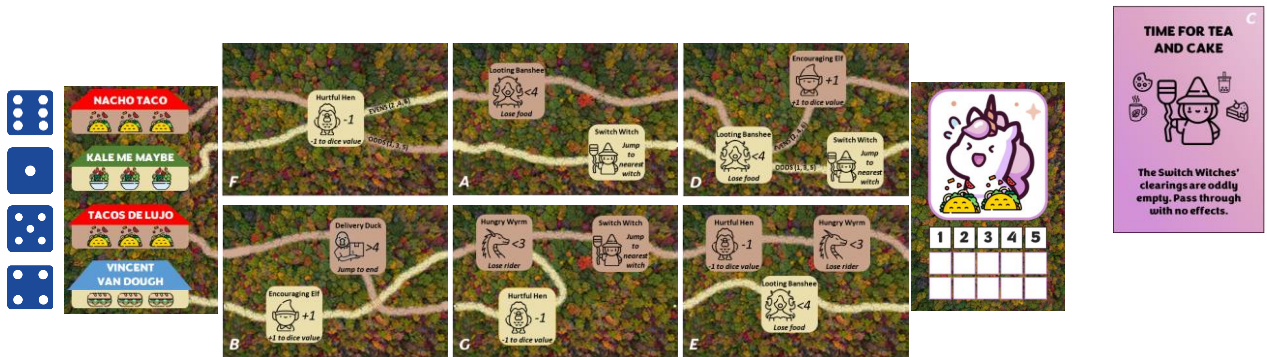 NACHO TACO
KALE ME MAYBE
TACOS DE LUJO
VINCENT
VAN DOUGH
Hurtful Hen
-1
-1 to dice value
EVENS (2, 4, 6)
ODDS (1, 3, 5)
F
Looting Banshee
<4
Lose food
Switch Witch
Jump
to
nearest
witch
A
Encouraging Elf
+1
+1 to dice value
Looting Banshee
<4
Lose food
EVENS (2, 4, 6)
ODDS (1, 3, 5)
Switch Witch
Jump
to
nearest
witch
D
Delivery Duck
>4
Jump to end
Encouraging Elf
+1
+1 to dice value
B
Hungry Wyrm
<3
Lose rider
Switch Witch
Jump
to
nearest
witch
Hurtful Hen
-1
-1 to dice value
G
Hurtful Hen
-1
-1 to dice value
Hungry Wyrm
<3
Lose rider
Looting Banshee
<4
Lose food
E
1 2 3 4 5
C
TIME FOR TEA
AND CAKE
The Switch Witches'
clearings are oddly
empty. Pass through
with no effects.